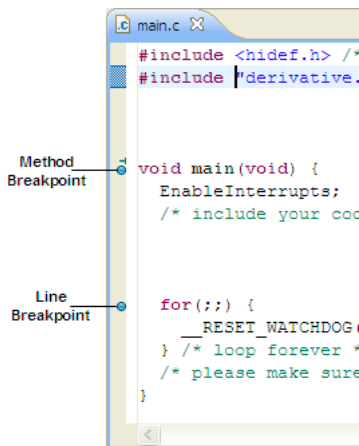 main.c
#include <hidef.h> /*
#include "derivative.
Method
Breakpoint
void main(void) {
EnableInterrupts;
/* include your coo
Line
Breakpoint
for(;;) {
__RESET_WATCHDOG(
} /* loop forever *
/* please make sure
}